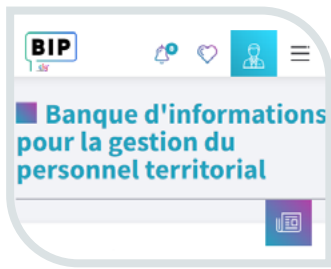 BIP
Banque d'informations
pour la gestion du
personnel territorial